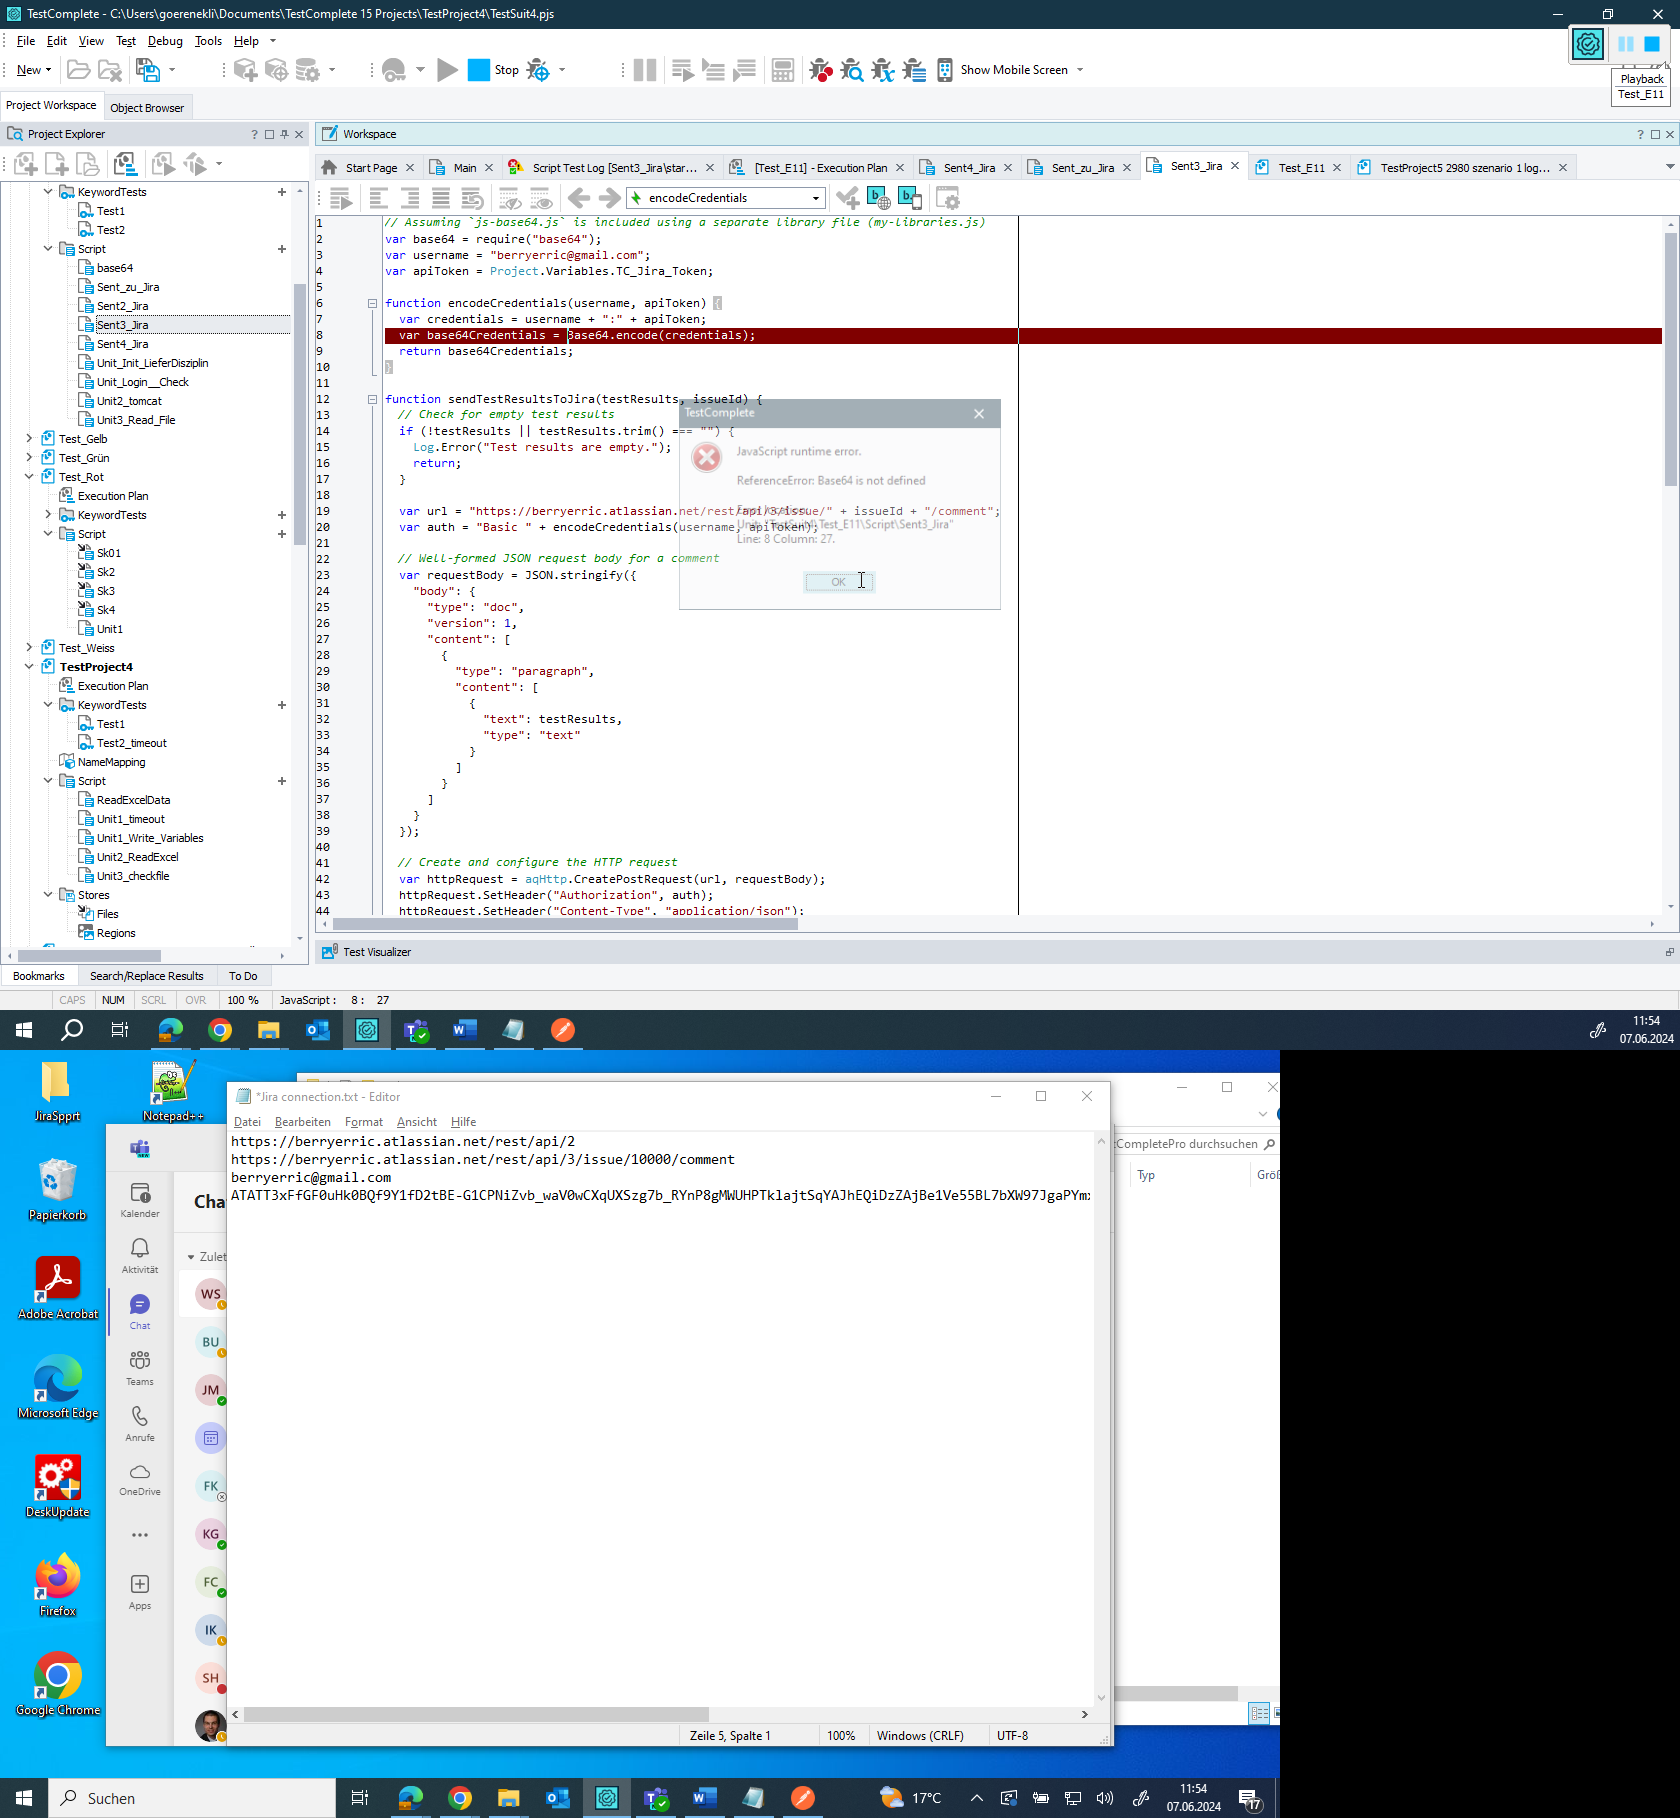 TestComplete - C:\Users\goerenekli\Documents\TestComplete 15 Projects\TestProject4\TestSuit4.pjs
File Edit View Test Debug Tools Help
New Stop Show Mobile Screen
Playback
Test_E11
Project Workspace Object Browser
Project Explorer
Workspace
Start Page Main Script Test Log [Sent3_Jira\star... [Test_E11] - Execution Plan Sent4_Jira Sent_zu_Jira Sent3_Jira Test_E11 TestProject5 2980 szenario 1 log...
encodeCredentials
KeywordTests
Test1
Test2
Script
base64
Sent_zu_Jira
Sent2_Jira
Sent3_Jira
Sent4_Jira
Unit_Init_LieferDisziplin
Unit_Login__Check
Unit2_tomcat
Unit3_Read_File
Test_Gelb
Test_Grün
Test_Rot
Execution Plan
KeywordTests
Script
Sk01
Sk2
Sk3
Sk4
Unit1
Test_Weiss
TestProject4
Execution Plan
KeywordTests
Test1
Test2_timeout
NameMapping
Script
ReadExcelData
Unit1_timeout
Unit1_Write_Variables
Unit2_ReadExcel
Unit3_checkfile
Stores
Files
Regions
1 // Assuming `js-base64.js` is included using a separate library file (my-libraries.js)
2 var base64 = require("base64");
3 var username = "berryerric@gmail.com";
4 var apiToken = Project.Variables.TC_Jira_Token;
5
6 function encodeCredentials(username, apiToken) {
7 var credentials = username + ":" + apiToken;
8 var base64Credentials = Base64.encode(credentials);
9 return base64Credentials;
10 }
11
12 function sendTestResultsToJira(testResults, issueId) {
13 // Check for empty test results
14 if (!testResults || testResults.trim() === "") {
15 Log.Error("Test results are empty.");
16 return;
17 }
18
19 var url = "https://berryerric.atlassian.net/rest/api/3/issue/" + issueId + "/comment";
20 var auth = "Basic " + encodeCredentials(username, apiToken);
21
22 // Well-formed JSON request body for a comment
23 var requestBody = JSON.stringify({
24 "body": {
25 "type": "doc",
26 "version": 1,
27 "content": [
28 {
29 "type": "paragraph",
30 "content": [
31 {
32 "text": testResults,
33 "type": "text"
34 }
35 ]
36 }
37 ]
38 }
39 });
40
41 // Create and configure the HTTP request
42 var httpRequest = aqHttp.CreatePostRequest(url, requestBody);
43 httpRequest.SetHeader("Authorization", auth);
44 httpRequest.SetHeader("Content-Type", "application/json");
TestComplete
JavaScript runtime error.
ReferenceError: Base64 is not defined
Unit: "TestSuit4\Test_E11\Script\Sent3_Jira"
Line: 8 Column: 27.
OK
Test Visualizer
Bookmarks Search/Replace Results To Do
CAPS NUM SCRL OVR 100 % JavaScript : 8 : 27
11:54
07.06.2024
JiraSpprt
Notepad++
Papierkorb
Adobe Acrobat
Microsoft Edge
DeskUpdate
Firefox
Google Chrome
Kalender
Aktivität
Chat
Teams
Anrufe
OneDrive
Apps
Cha
Zulet
WS
BU
JM
FK
KG
FC
IK
SH
*Jira connection.txt - Editor
Datei Bearbeiten Format Ansicht Hilfe
https://berryerric.atlassian.net/rest/api/2
https://berryerric.atlassian.net/rest/api/3/issue/10000/comment
berryerric@gmail.com
ATATT3xFfGF0uHk0BQf9Y1fD2tBE-G1CPNiZvb_waV0wCXqUXSzg7b_RYnP8gMWUHPTklajtSqYAJhEQiDzZAjBe1Ve55BL7bXW97JgaPYm
Zeile 5, Spalte 1 100% Windows (CRLF) UTF-8
CompletePro durchsuchen
Typ Größ
Suchen
17°C
11:54
07.06.2024
17